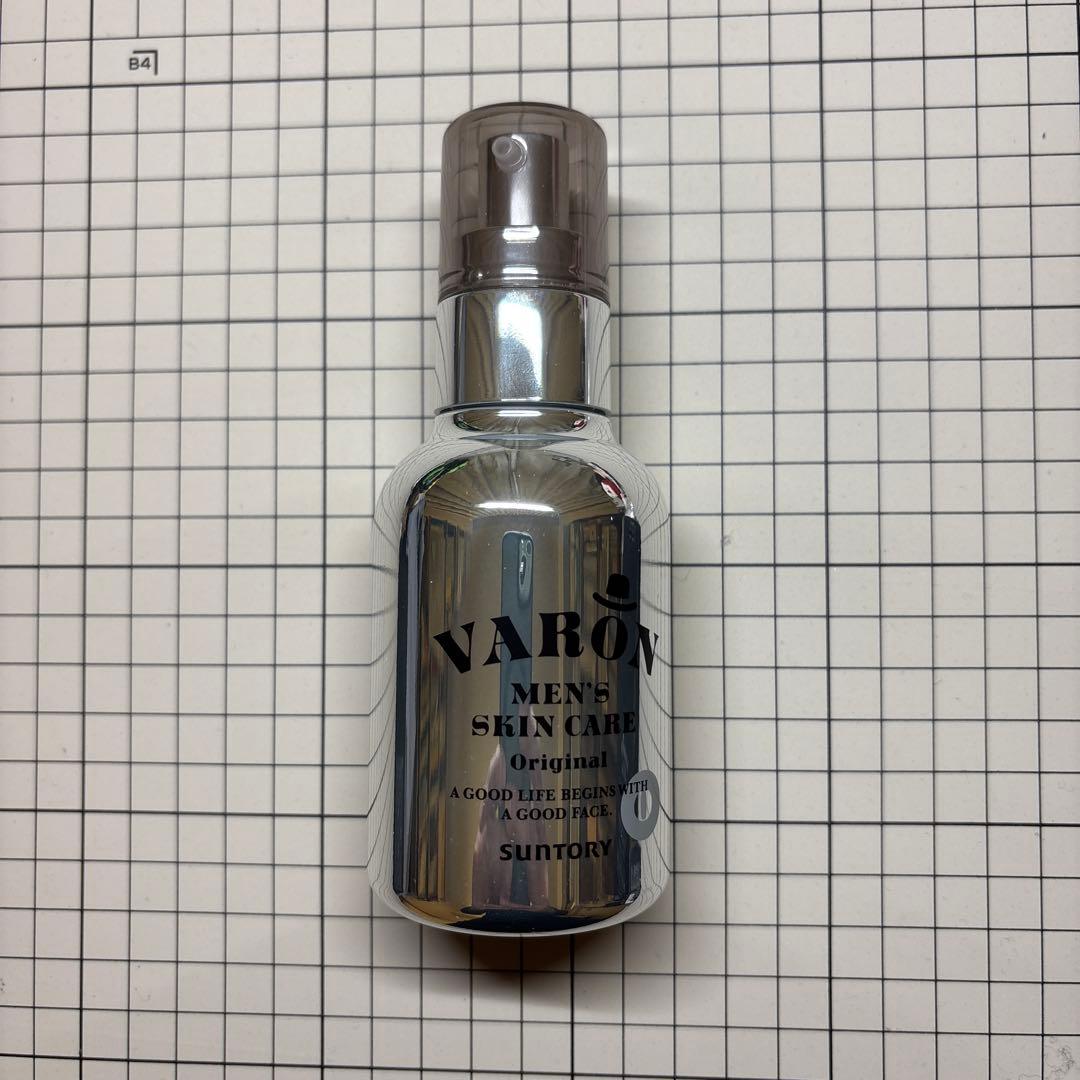 B4
VARON
MEN'S
SKIN CARE
Original
A GOOD LIFE BEGINS WITH
A GOOD FACE.
SUNTORY